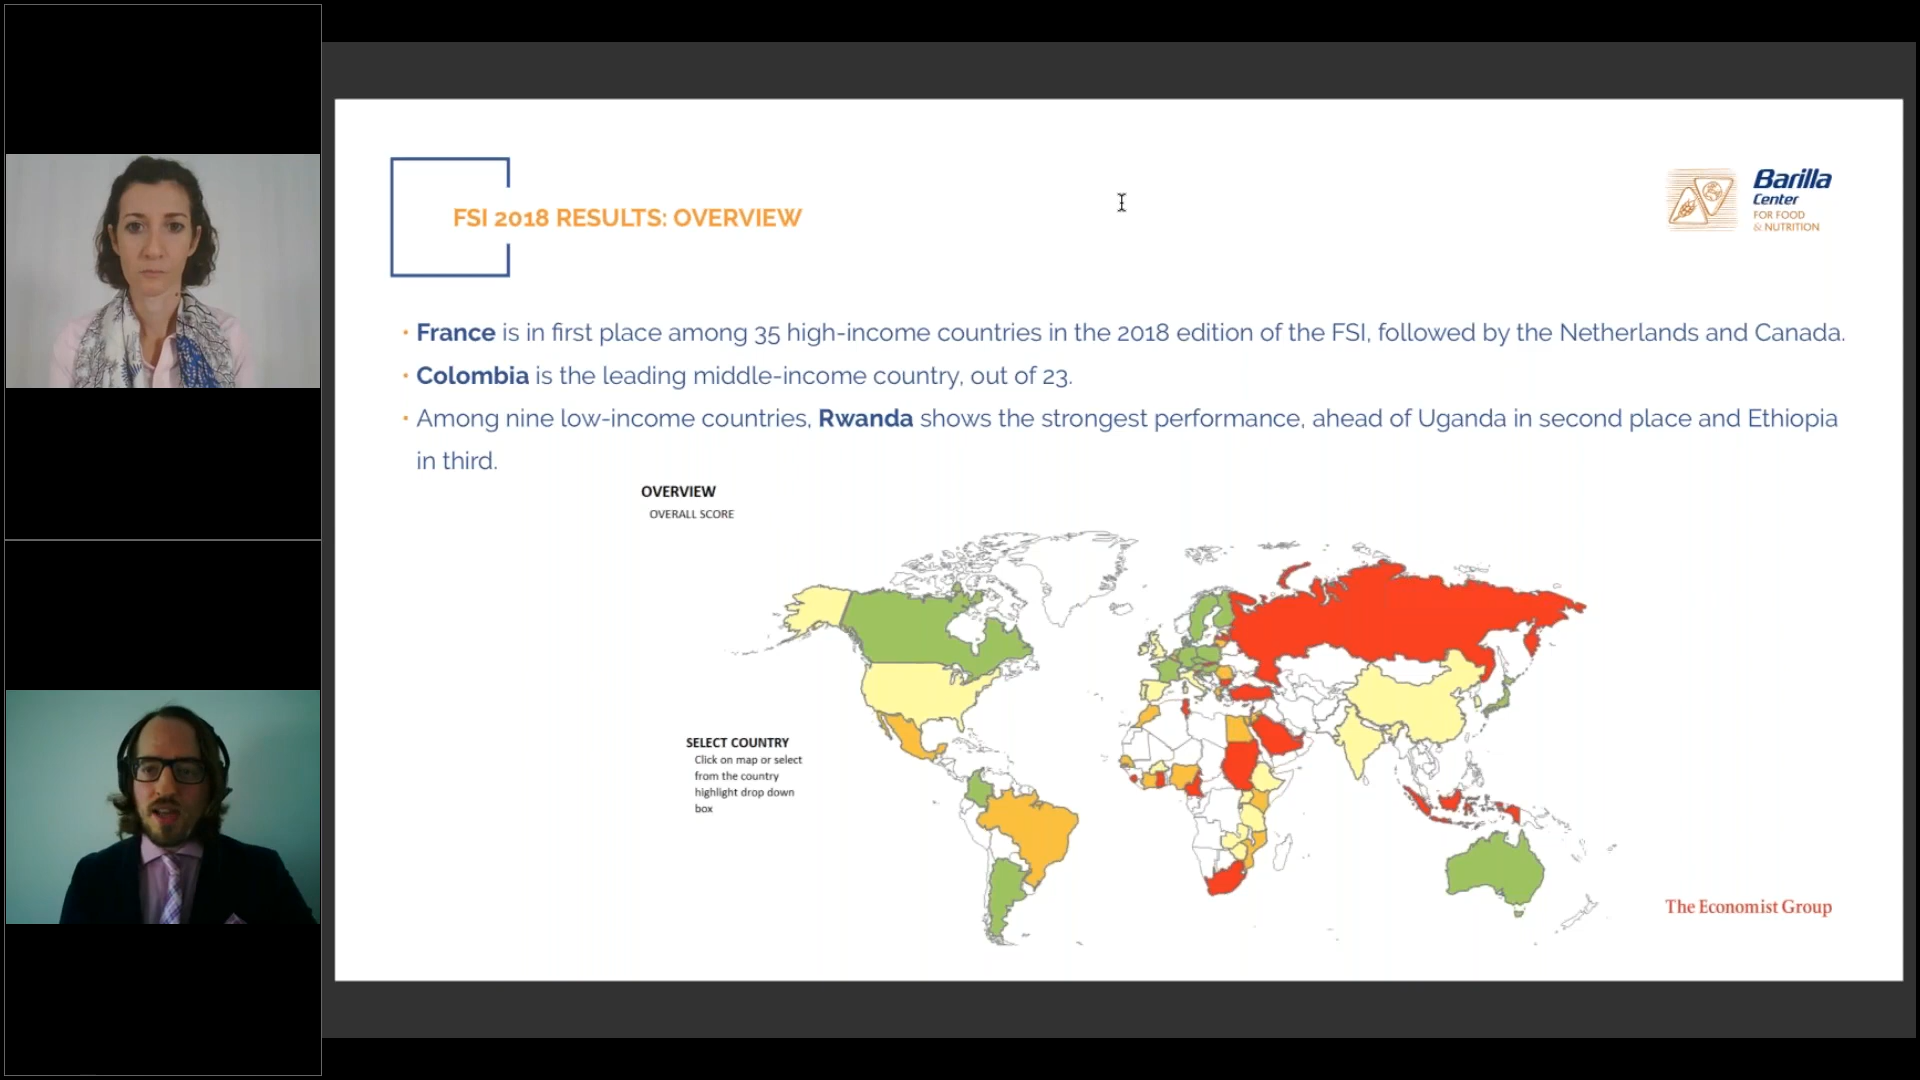 FSI 2018 RESULTS: OVERVIEW
Barilla
Center
FOR FOOD
& NUTRITION
• France is in first place among 35 high-income countries in the 2018 edition of the FSI, followed by the Netherlands and Canada.
• Colombia is the leading middle-income country, out of 23.
• Among nine low-income countries, Rwanda shows the strongest performance, ahead of Uganda in second place and Ethiopia
in third.
OVERVIEW
OVERALL SCORE
SELECT COUNTRY
Click on map or select
from the country
highlight drop down
box
The Economist Group